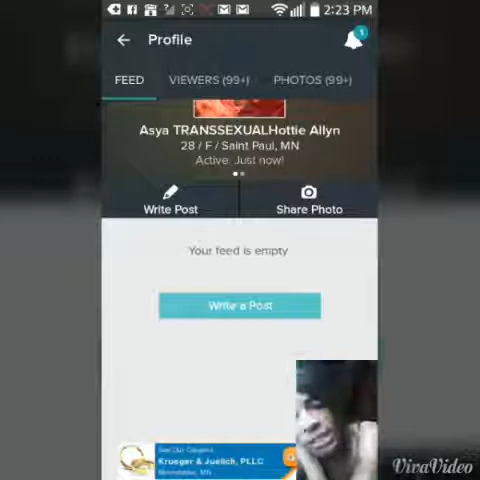 2:23 PM
Profile
1
FEED VIEWERS (99+) PHOTOS (99+)
Asya TRANSSEXUALHottie Allyn
28 / F / Saint Paul, MN
Active: Just now!
Write Post Share Photo
Your feed is empty
Write a Post
Krueger & Juelich, PLLC
VivaVideo